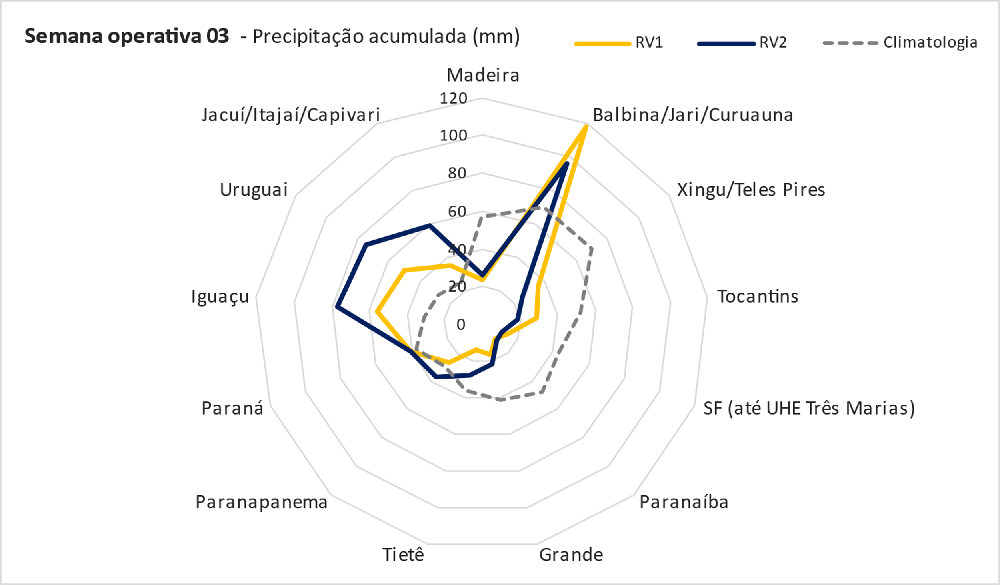 Semana operativa 03 - Precipitação acumulada (mm)
RV1
RV2
Climatologia
Madeira
120
Jacuí/Itajaí/Capivari
Balbina/Jari/Curuauna
100
80
Uruguai
Xingu/Teles Pires
60
40
20
Iguaçu
Tocantins
0
Paraná
SF (até UHE Três Marias)
Paranapanema
Paranaíba
Tietê
Grande